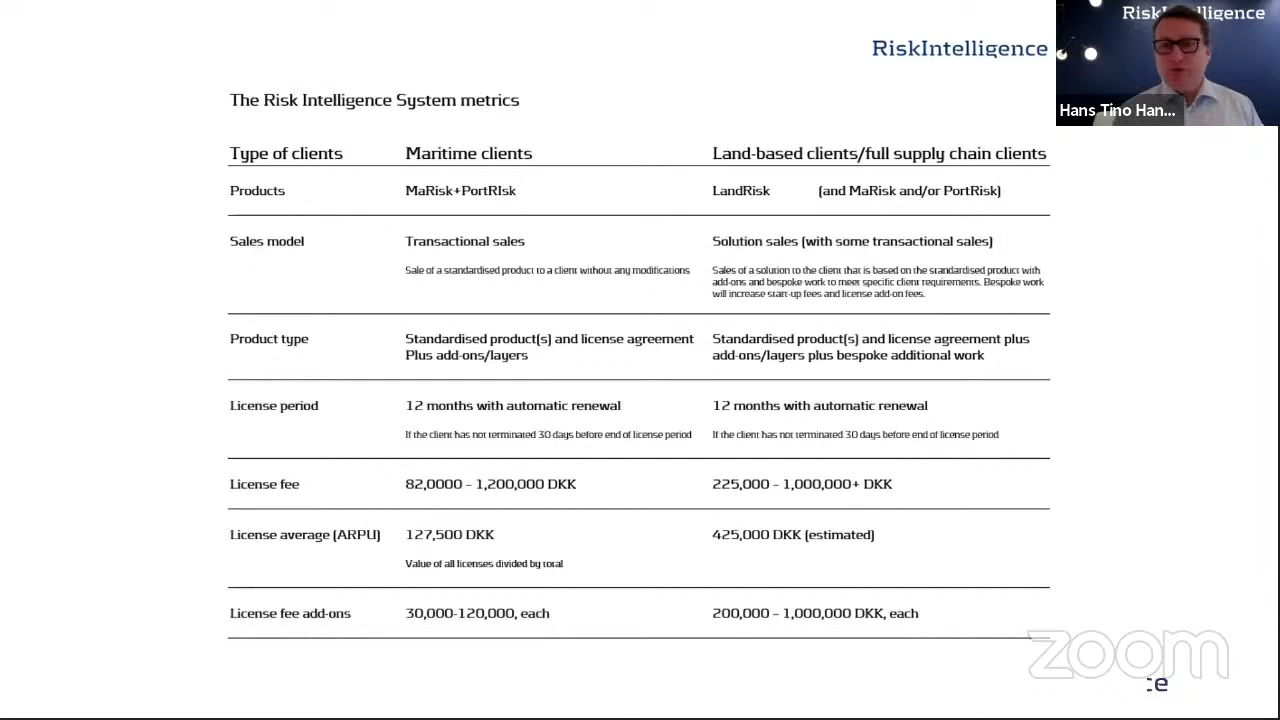 RiskIntelligence
RiskIntelligence
Hans Tino Han...
The Risk Intelligence System metrics
Type of clients Maritime clients Land-based clients/full supply chain clients
Products MaRisk+PortRIsk LandRisk (and MaRisk and/or PortRisk)
Sales model Transactional sales Solution sales (with some transactional sales)
Sale of a standardised product to a client without any modifications Sales of a solution to the client that is based on the standardised product with
add-ons and bespoke work to meet specific client requirements. Bespoke work
will increase start-up fees and license add-on fees.
Product type Standardised product(s) and license agreement Standardised product(s) and license agreement plus
Plus add-ons/layers add-ons/layers plus bespoke additional work
License period 12 months with automatic renewal 12 months with automatic renewal
If the client has not terminated 30 days before end of license period If the client has not terminated 30 days before end of license period
License fee 82,0000 – 1,200,000 DKK 225,000 – 1,000,000+ DKK
License average (ARPU) 127,500 DKK 425,000 DKK (estimated)
Value of all licenses divided by total
License fee add-ons 30,000-120,000, each 200,000 – 1,000,000 DKK, each
zoom